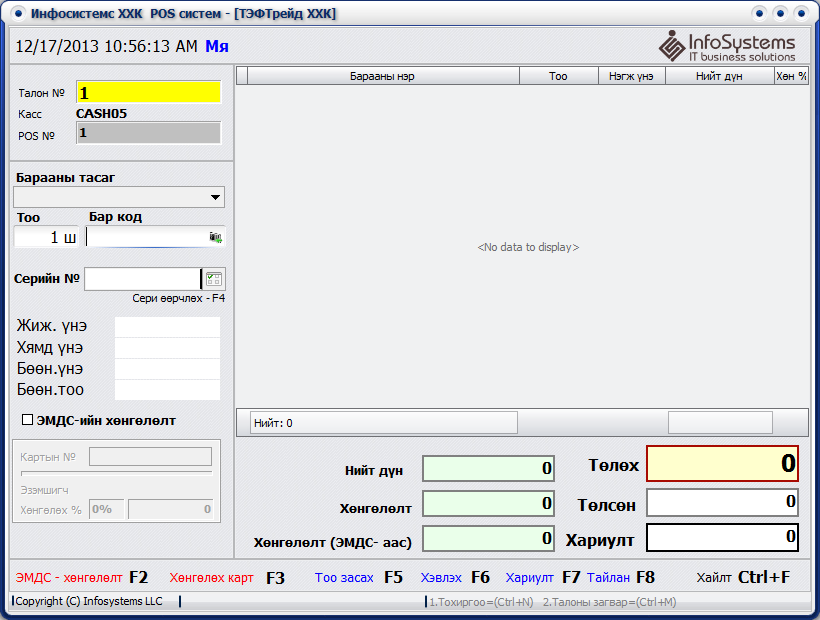 Инфосистемс ХХК POS систем - [ТЭФТрейд ХХК]
12/17/2013 10:56:13 AM Мя
InfoSystems
IT business solutions
Талон № 1
Касс CASH05
POS № 1
Барааны нэр Тоо Нэгж үнэ Нийт дүн Хөн %
Барааны тасаг
Тоо Бар код
1 ш
<No data to display>
Серийн №
Сери өөрчлөх - F4
Жиж. үнэ
Хямд үнэ
Бөөн.үнэ
Бөөн.тоо
ЭМДС-ийн хөнгөлөлт
Нийт: 0
Картын №
Эзэмшигч
Хөнгөлөх % 0% 0
Нийт дүн 0 Төлөх 0
Хөнгөлөлт 0 Төлсөн 0
Хөнгөлөлт (ЭМДС- аас) 0 Хариулт 0
ЭМДС - хөнгөлөлт F2 Хөнгөлөх карт F3 Тоо засах F5 Хэвлэх F6 Хариулт F7 Тайлан F8 Хайлт Ctrl+F
Copyright (C) Infosystems LLC 1.Тохиргоо=(Ctrl+N) 2.Талоны загвар=(Ctrl+M)